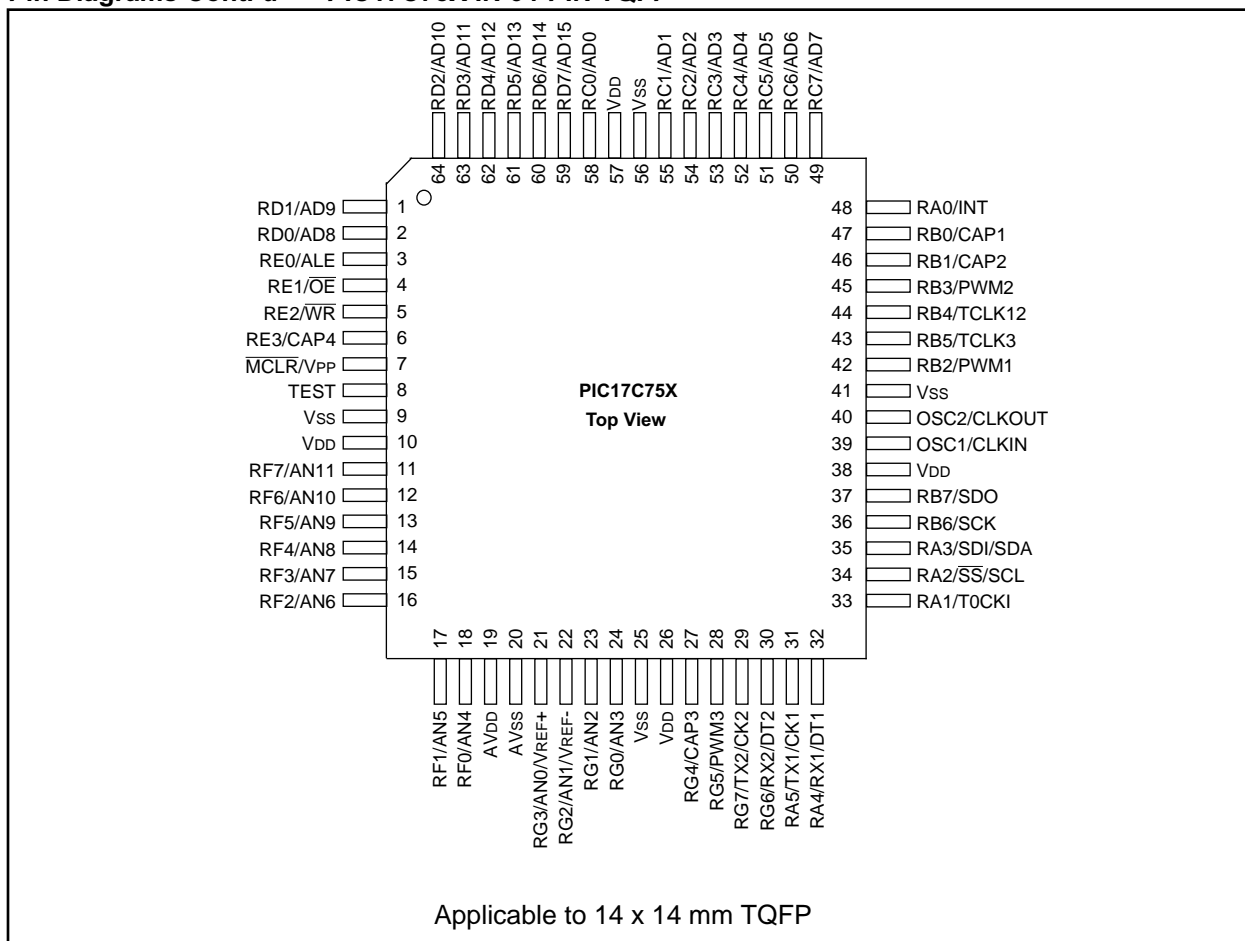 RD2/AD10
RD3/AD11
RD4/AD12
RD5/AD13
RD6/AD14
RD7/AD15
RC0/AD0
VDD
VSS
RC1/AD1
RC2/AD2
RC3/AD3
RC4/AD4
RC5/AD5
RC6/AD6
RC7/AD7
64 63 62 61 60 59 58 57 56 55 54 53 52 51 50 49
RD1/AD9 1
RD0/AD8 2
RE0/ALE 3
RE1/OE 4
RE2/WR 5
RE3/CAP4 6
MCLR/VPP 7
TEST 8
VSS 9
VDD 10
RF7/AN11 11
RF6/AN10 12
RF5/AN9 13
RF4/AN8 14
RF3/AN7 15
RF2/AN6 16
PIC17C75X
Top View
48 RA0/INT
47 RB0/CAP1
46 RB1/CAP2
45 RB3/PWM2
44 RB4/TCLK12
43 RB5/TCLK3
42 RB2/PWM1
41 VSS
40 OSC2/CLKOUT
39 OSC1/CLKIN
38 VDD
37 RB7/SDO
36 RB6/SCK
35 RA3/SDI/SDA
34 RA2/SS/SCL
33 RA1/T0CKI
17 18 19 20 21 22 23 24 25 26 27 28 29 30 31 32
RF1/AN5
RF0/AN4
AVDD
AVSS
RG3/AN0/VREF+
RG2/AN1/VREF-
RG1/AN2
RG0/AN3
VSS
VDD
RG4/CAP3
RG5/PWM3
RG7/TX2/CK2
RG6/RX2/DT2
RA5/TX1/CK1
RA4/RX1/DT1
Applicable to 14 x 14 mm TQFP